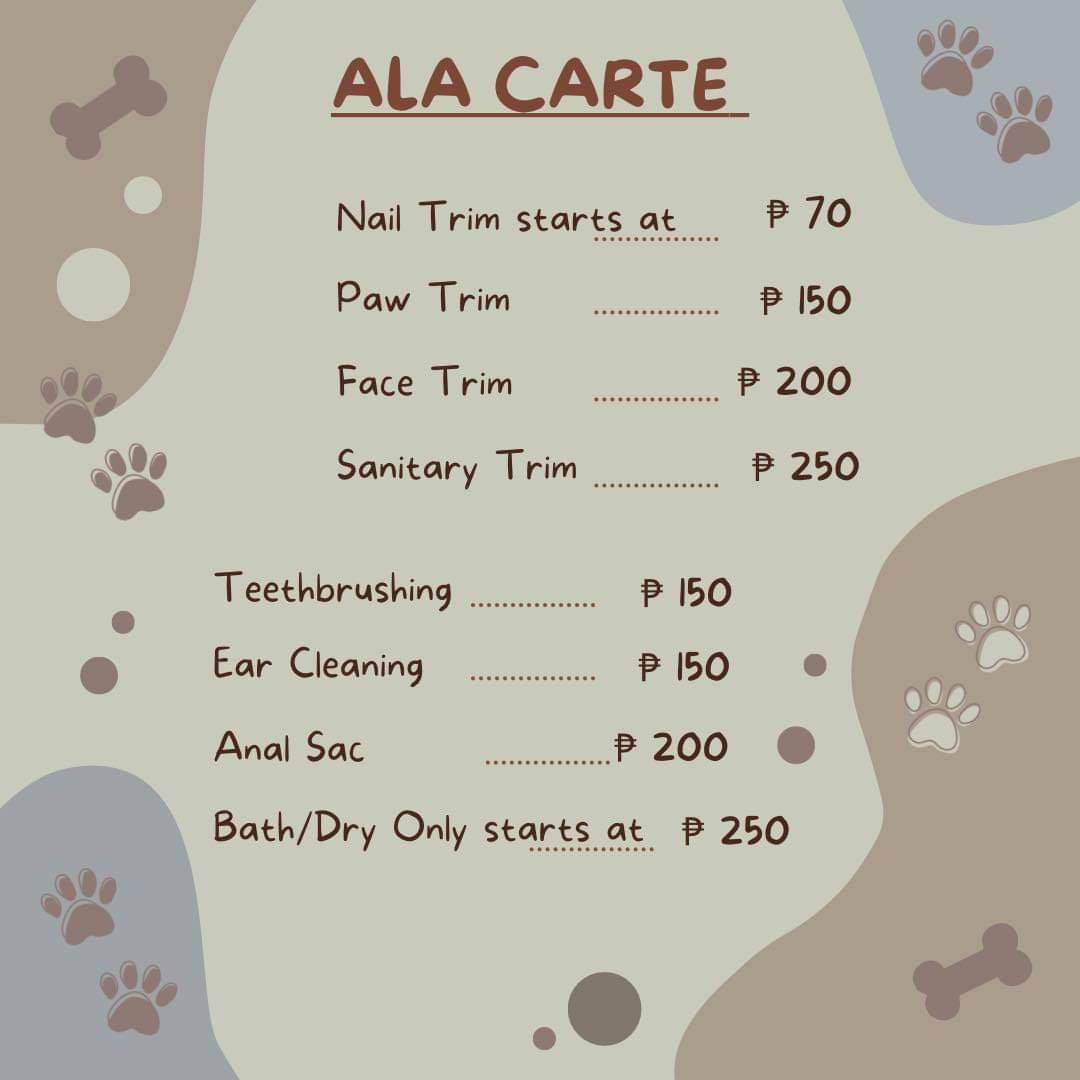 ALA CARTE
Nail Trim starts at .................... ₱ 70
Paw Trim .................... ₱ 150
Face Trim .................... ₱ 200
Sanitary Trim .................... ₱ 250
Teethbrushing .................... ₱ 150
Ear Cleaning .................... ₱ 150
Anal Sac .................... ₱ 200
Bath/Dry Only starts at .................... ₱ 250